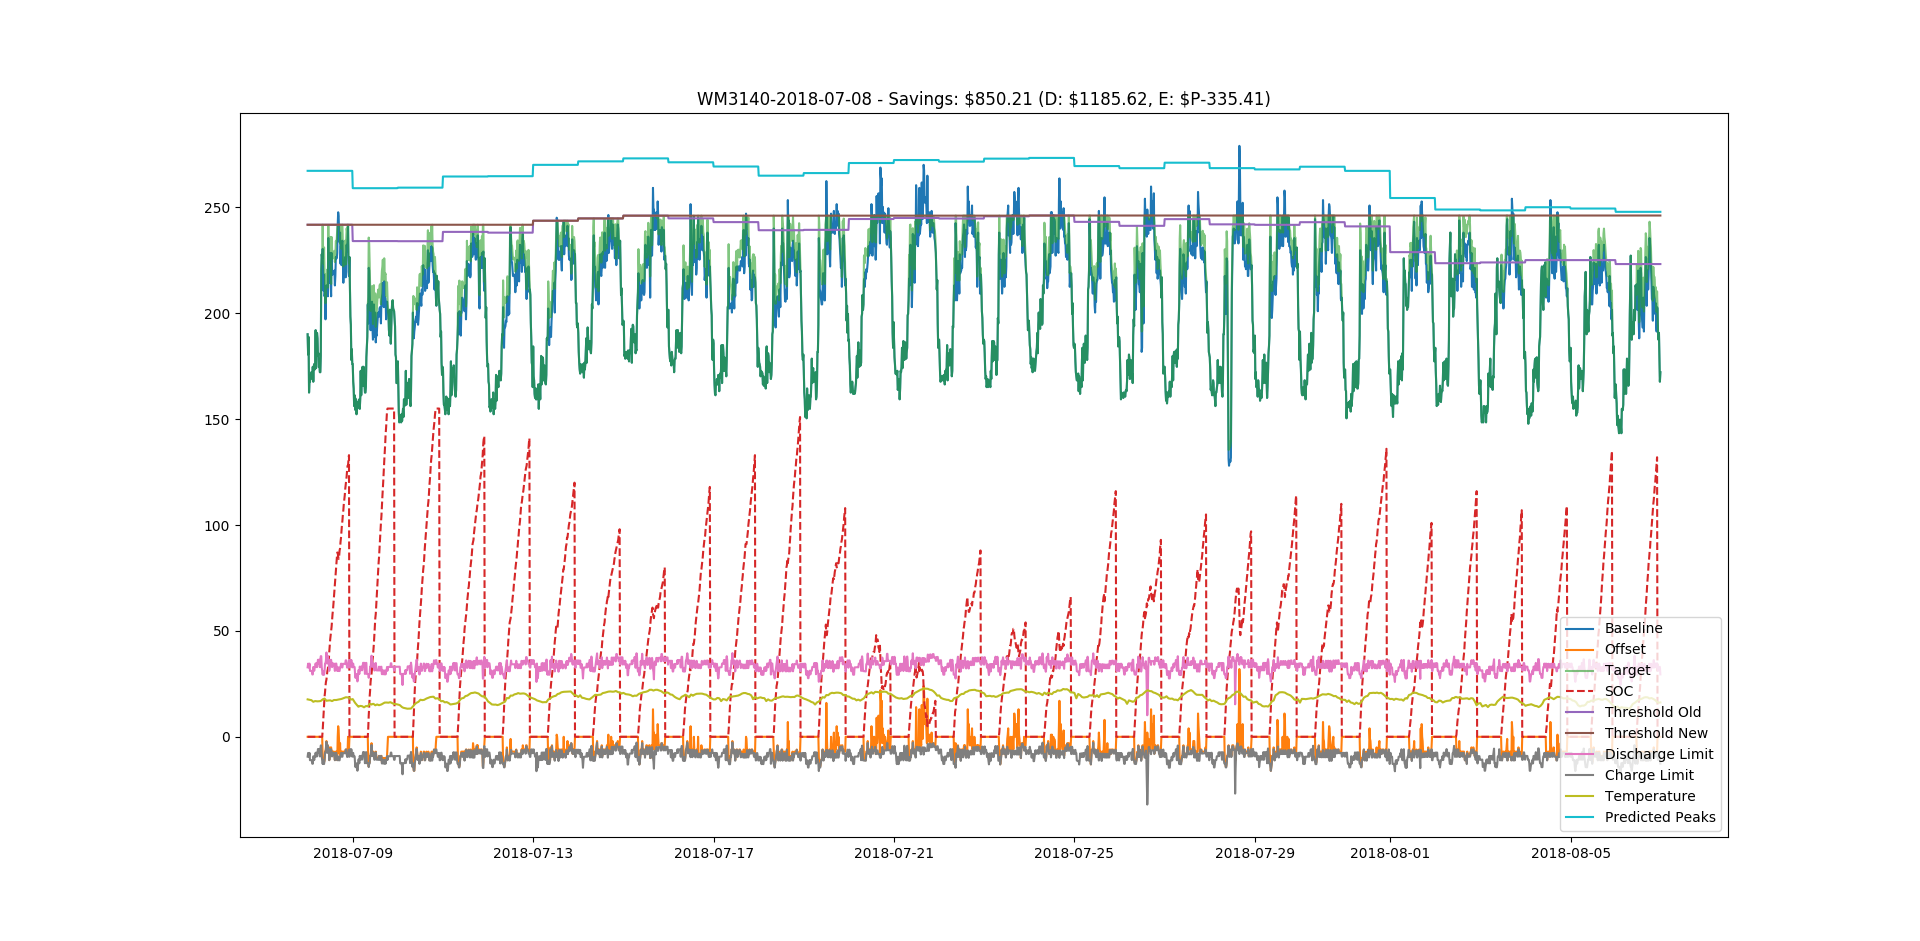 WM3140-2018-07-08 - Savings: $850.21 (D: $1185.62, E: $P-335.41)
250
200
150
100
50
0
2018-07-09 2018-07-13 2018-07-17 2018-07-21 2018-07-25 2018-07-29 2018-08-01 2018-08-05
Baseline
Offset
Target
SOC
Threshold Old
Threshold New
Discharge Limit
Charge Limit
Temperature
Predicted Peaks